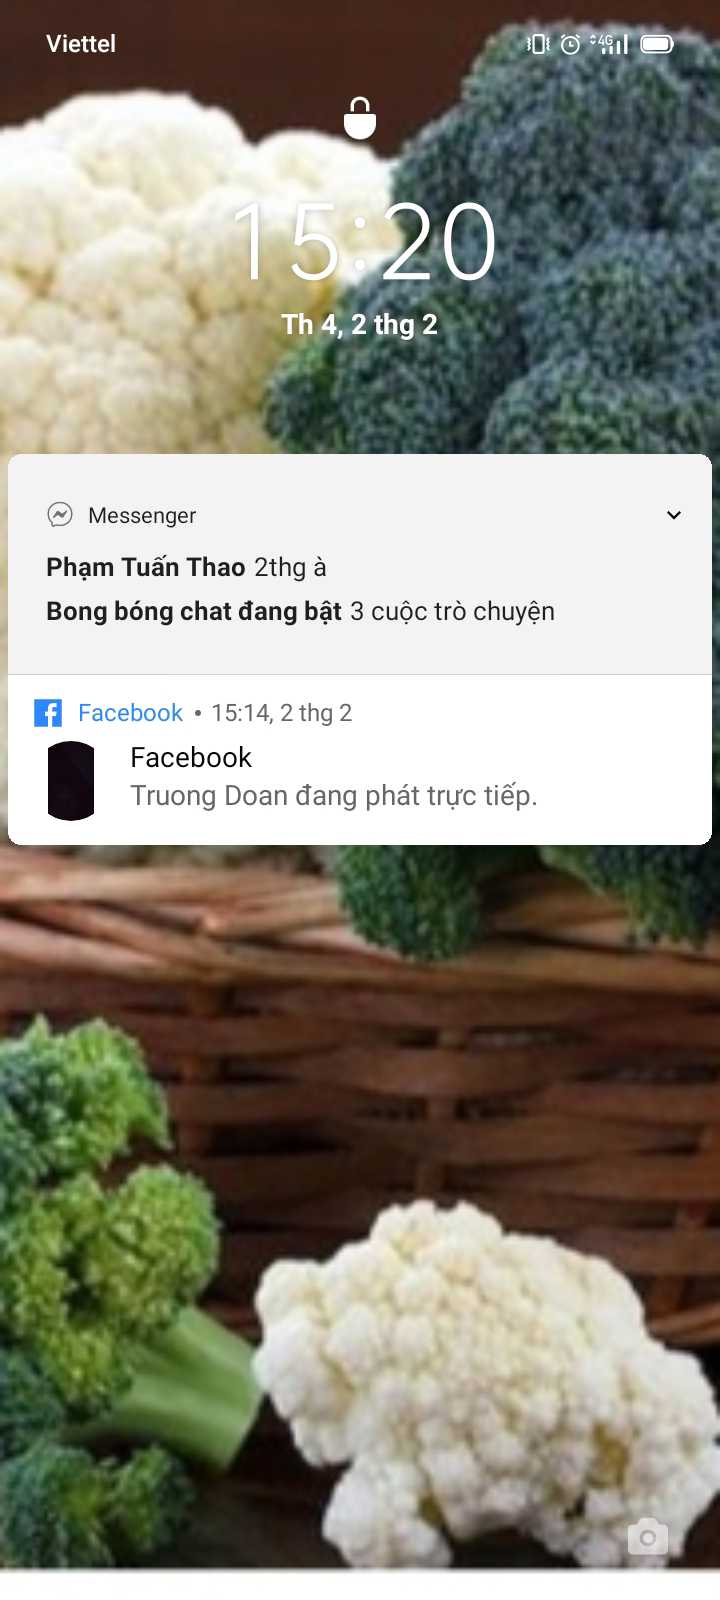 Viettel
4G
15:20
Th 4, 2 thg 2
Messenger
Phạm Tuấn Thao 2thg à
Bong bóng chat đang bật 3 cuộc trò chuyện
Facebook • 15:14, 2 thg 2
Facebook
Truong Doan đang phát trực tiếp.